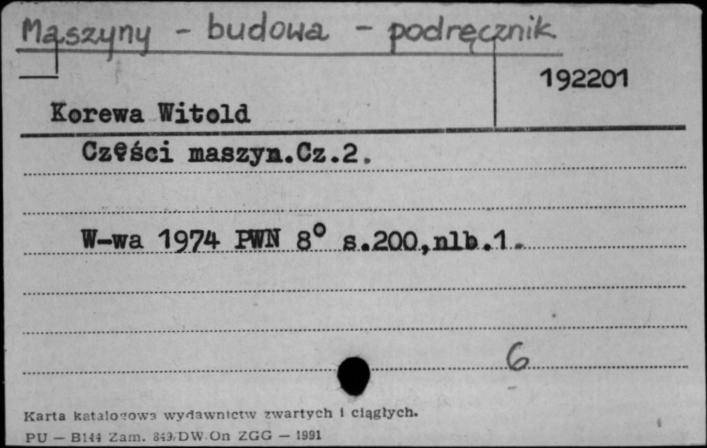 Maszyny - budowa - podręcznik
192201
Korewa Witold
Części maszyn.Cz.2.
W-wa 1974 PWN 8° s.200,nlb.1.
6
Karta katalogowa wydawnictw zwartych i ciągłych.
PU — B144 Zam. 843/DW On ZGG — 1991